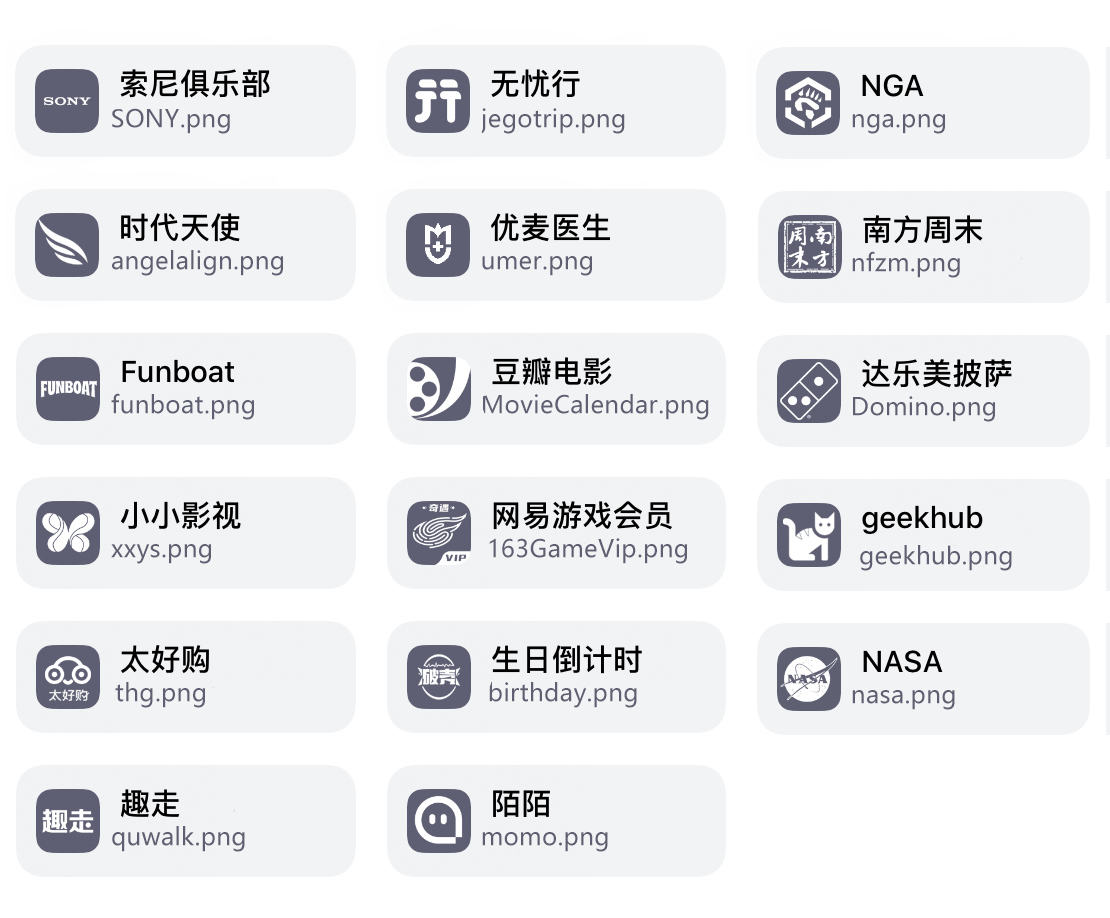 SONY
索尼俱乐部
SONY.png
无忧行
jegotrip.png
NGA
nga.png
时代天使
angelalign.png
优麦医生
umer.png
南方周末
南方周末
nfzm.png
FUNBOAT
Funboat
funboat.png
豆瓣电影
MovieCalendar.png
达乐美披萨
Domino.png
小小影视
xxys.png
奇遇
VIP
网易游戏会员
163GameVip.png
geekhub
geekhub.png
太好购
太好购
thg.png
破壳
生日倒计时
birthday.png
NASA
NASA
nasa.png
趣走
趣走
quwalk.png
陌陌
momo.png